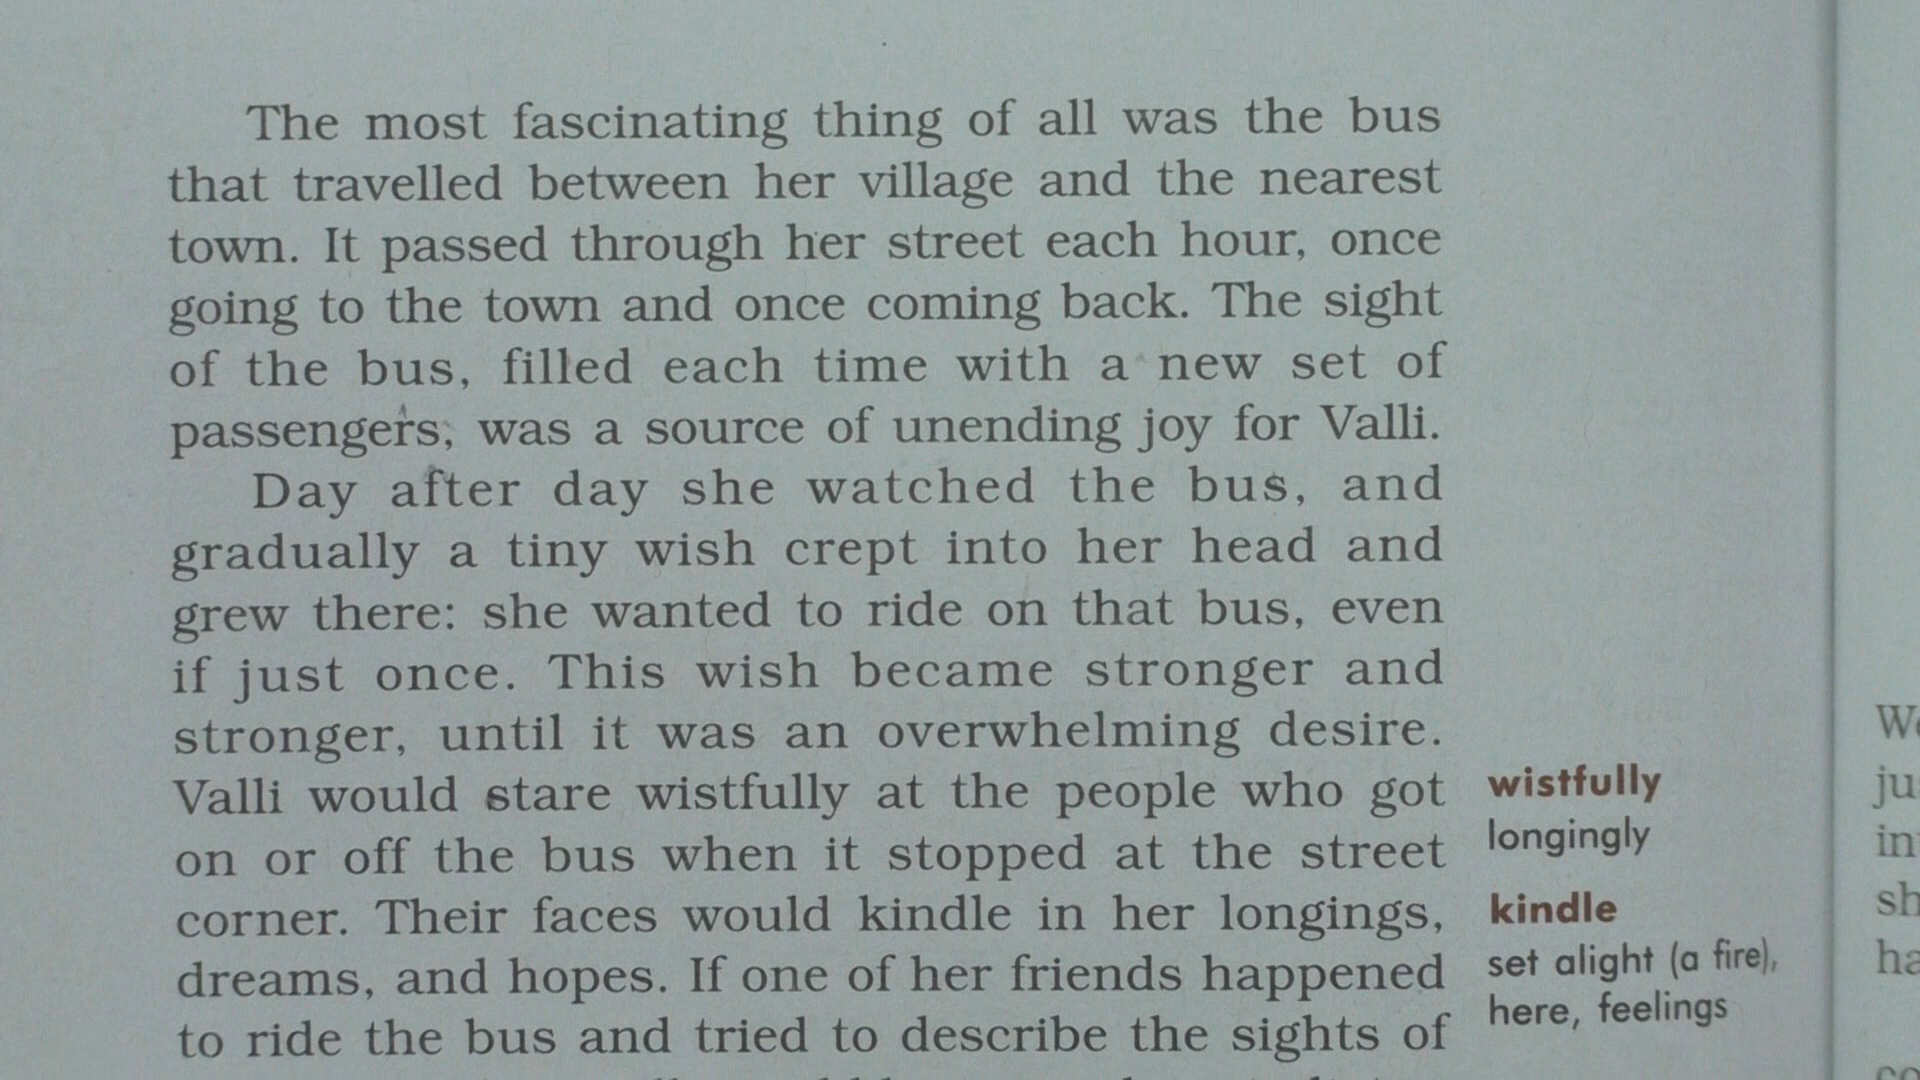 The most fascinating thing of all was the bus
that travelled between her village and the nearest
town. It passed through her street each hour, once
going to the town and once coming back. The sight
of the bus, filled each time with a new set of
passengers, was a source of unending joy for Valli.
Day after day she watched the bus, and
gradually a tiny wish crept into her head and
grew there: she wanted to ride on that bus, even
if just once. This wish became stronger and
stronger, until it was an overwhelming desire.
Valli would stare wistfully at the people who got
on or off the bus when it stopped at the street
corner. Their faces would kindle in her longings,
dreams, and hopes. If one of her friends happened
to ride the bus and tried to describe the sights of
wistfully
longingly
kindle
set alight (a fire),
here, feelings